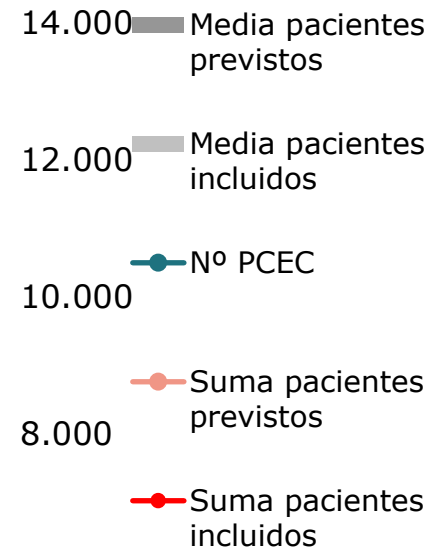 14.000
Media pacientes
previstos
12.000
Media pacientes
incluidos
Nº PCEC
10.000
Suma pacientes
previstos
8.000
Suma pacientes
incluidos